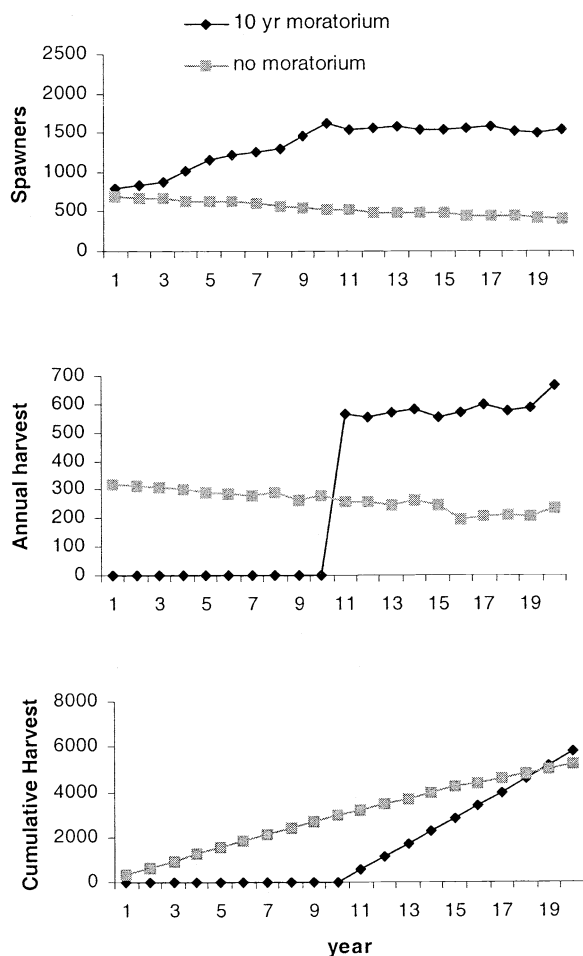 10 yr moratorium
no moratorium
2500
2000
1500
1000
500
0
Spawners
1 3 5 7 9 11 13 15 17 19
700
600
500
400
300
200
100
0
Annual harvest
1 3 5 7 9 11 13 15 17 19
8000
6000
4000
2000
0
Cumulative Harvest
1 3 5 7 9 11 13 15 17 19
year